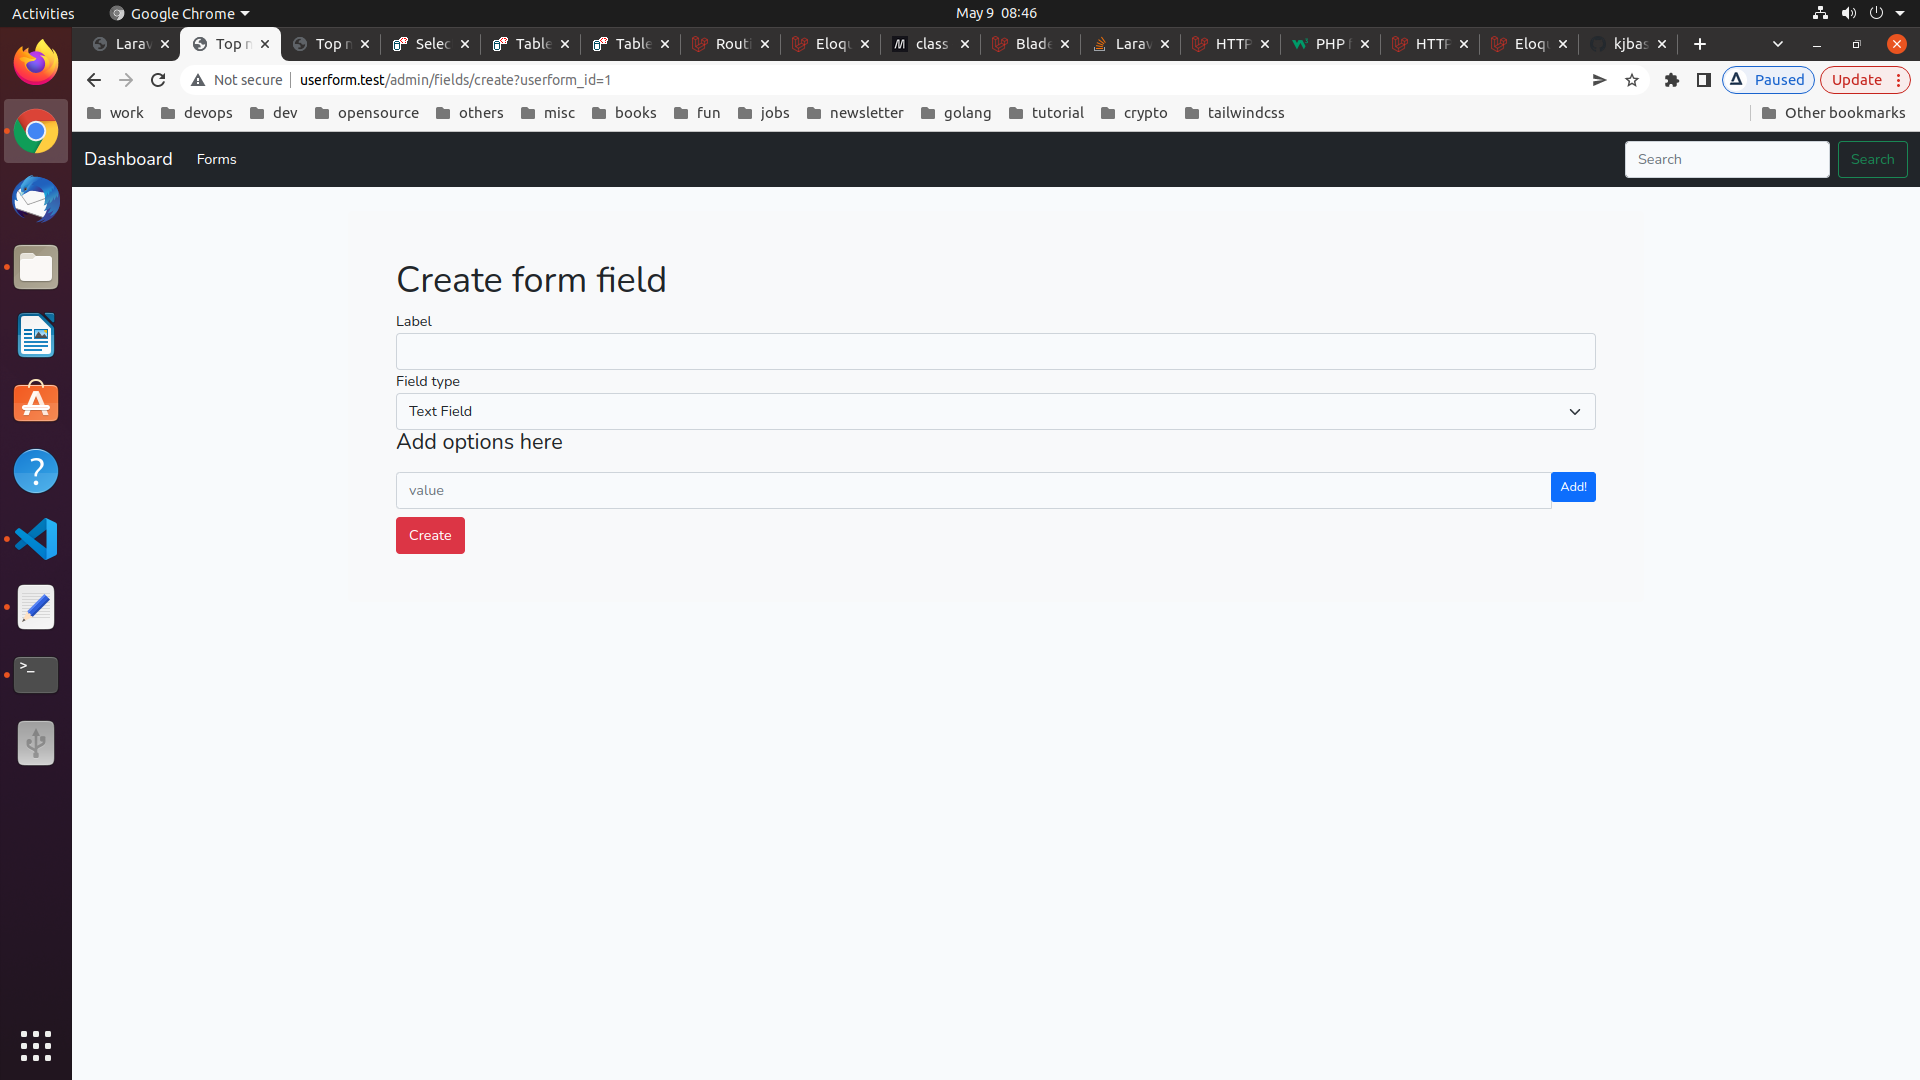 Activities
Google Chrome
May 9 08:46
Larav
Top n
Top n
Selec
Table
Table
Routi
Eloqu
class
Blade
Larav
HTTP
PHP f
HTTP
Eloqu
kjbas
Not secure
userform.test/admin/fields/create?userform_id=1
Paused
Update
work
devops
dev
opensource
others
misc
books
fun
jobs
newsletter
golang
tutorial
crypto
tailwindcss
Other bookmarks
Dashboard
Forms
Search
Search
Create form field
Label
Field type
Text Field
Add options here
value
Add!
Create